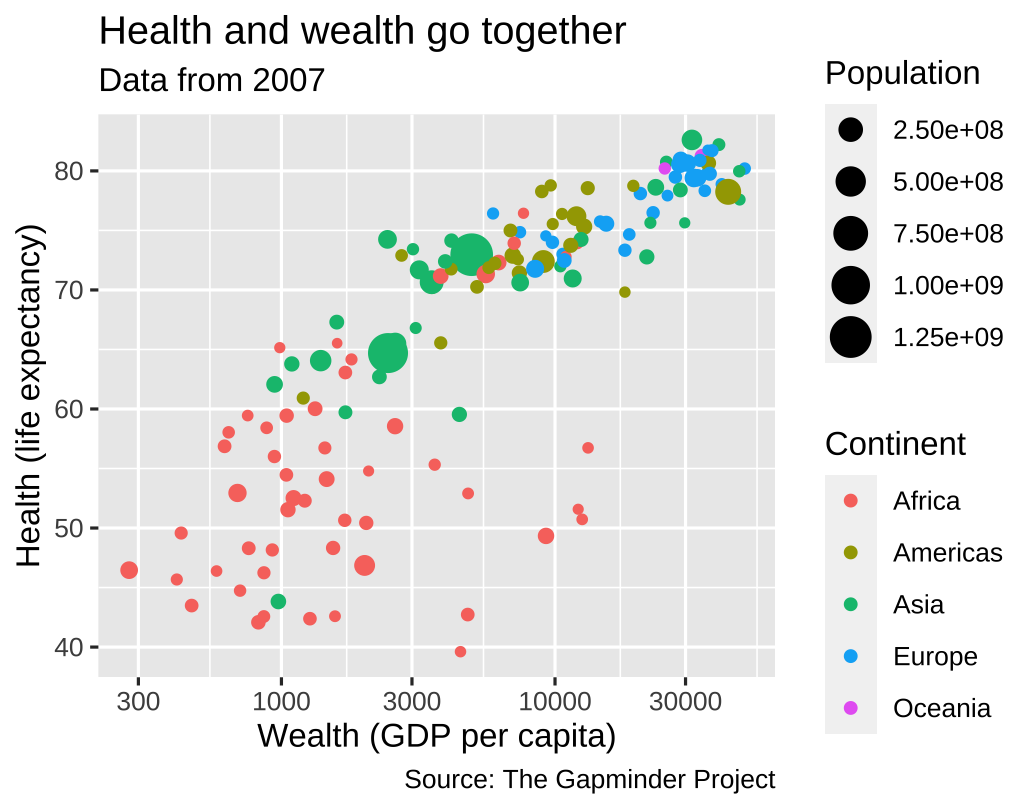 Health and wealth go together
Data from 2007
Health (life expectancy)
80
70
60
50
40
300 1000 3000 10000 30000
Wealth (GDP per capita)
Source: The Gapminder Project
Population
2.50e+08
5.00e+08
7.50e+08
1.00e+09
1.25e+09
Continent
Africa
Americas
Asia
Europe
Oceania